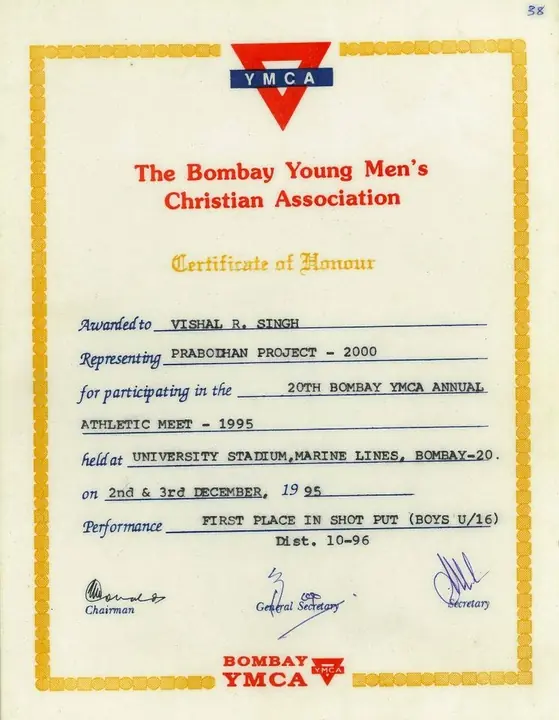 38
YMCA
The Bombay Young Men's
Christian Association
Certificate of Honour
Awarded to VISHAL R. SINGH
Representing PRABODHAN PROJECT - 2000
for participating in the 20TH BOMBAY YMCA ANNUAL
ATHLETIC MEET - 1995
held at UNIVERSITY STADIUM,MARINE LINES, BOMBAY-20.
on 2nd & 3rd DECEMBER, 1995
Performance FIRST PLACE IN SHOT PUT (BOYS U/16)
Dist. 10-96
Chairman General Secretary Secretary
BOMBAY
YMCA YMCA